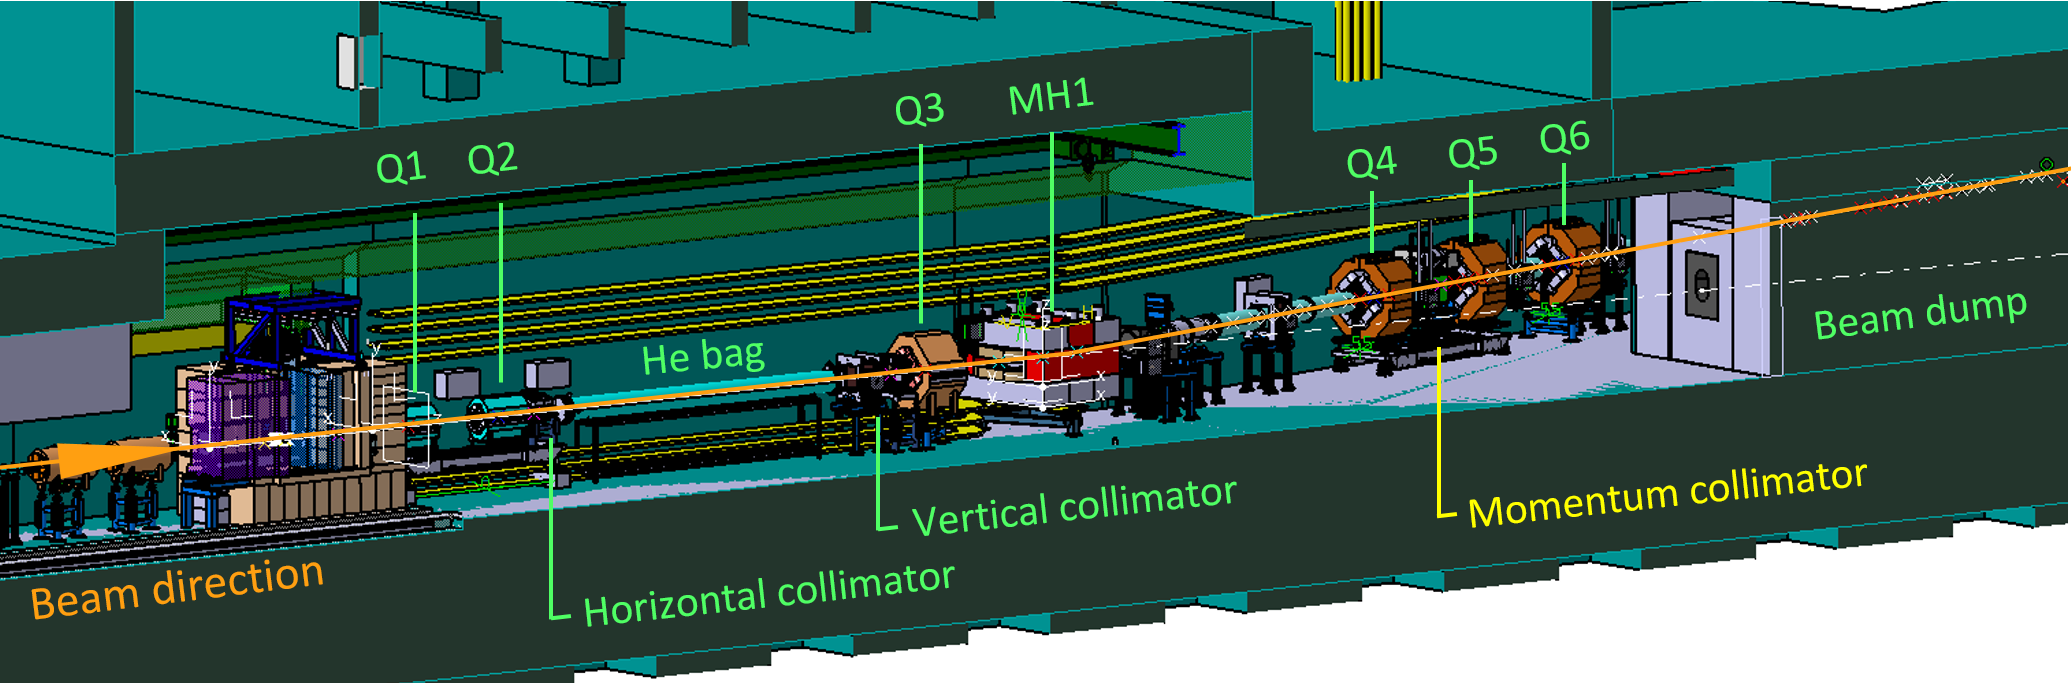 Q1
Q2
Q3
MH1
Q4
Q5
Q6
He bag
Beam dump
Vertical collimator
Momentum collimator
Horizontal collimator
Beam direction